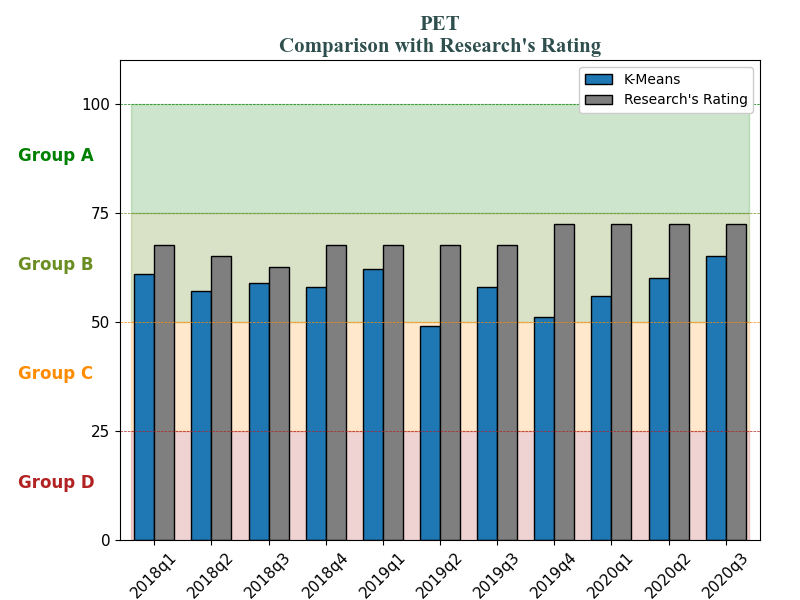 PET
Comparison with Research's Rating
K-Means
Research's Rating
100
Group A
75
Group B
50
Group C
25
Group D
0
2018q1 2018q2 2018q3 2018q4 2019q1 2019q2 2019q3 2019q4 2020q1 2020q2 2020q3